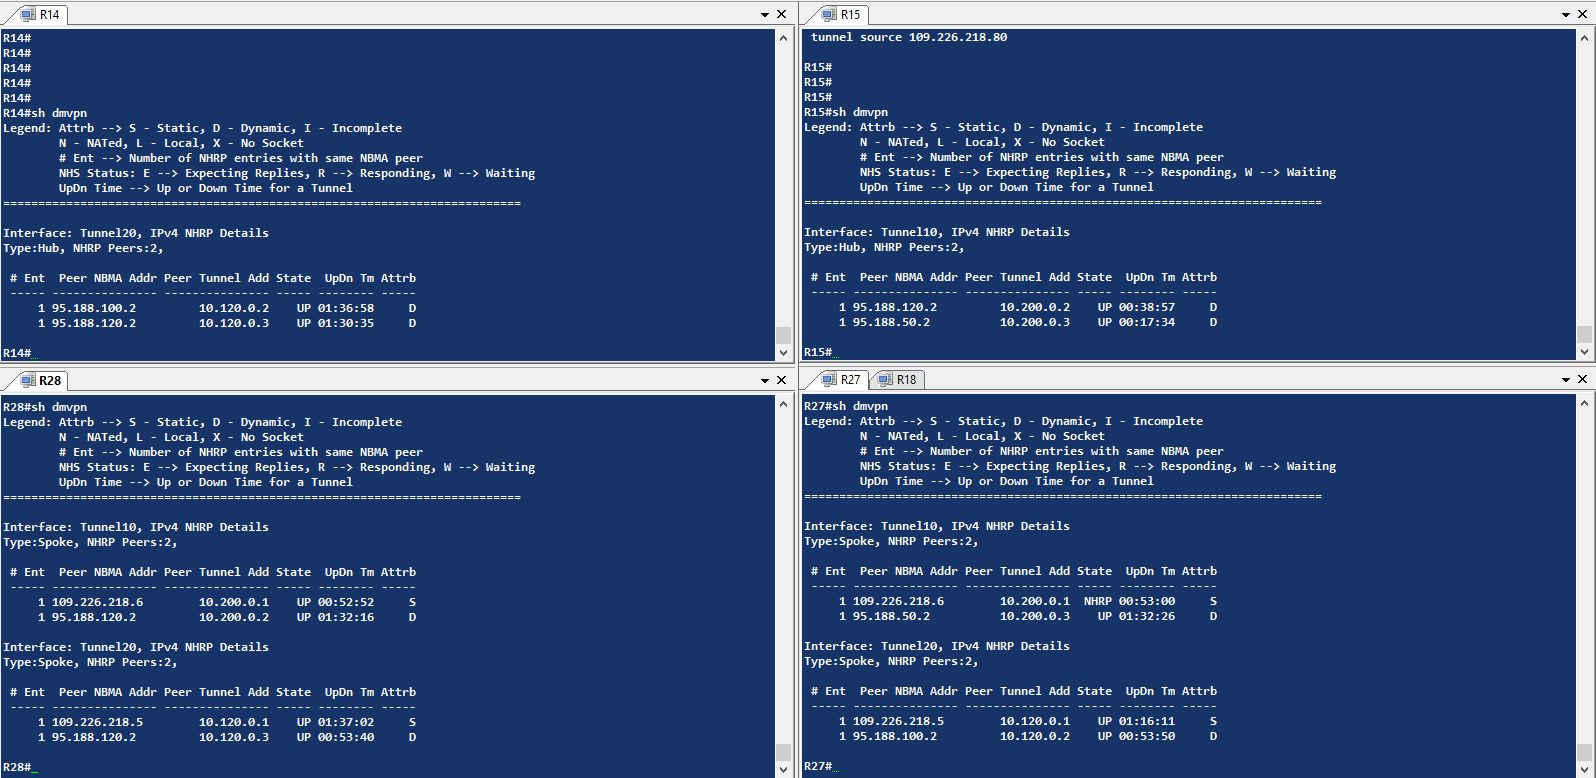 R14
R14#
R14#
R14#
R14#
R14#
R14#sh dmvpn
Legend: Attrb --> S - Static, D - Dynamic, I - Incomplete
        N - NATed, L - Local, X - No Socket
        # Ent --> Number of NHRP entries with same NBMA peer
        NHS Status: E --> Expecting Replies, R --> Responding, W --> Waiting
        UpDn Time --> Up or Down Time for a Tunnel
==========================================================================
Interface: Tunnel20, IPv4 NHRP Details
Type:Hub, NHRP Peers:2,
 # Ent  Peer NBMA Addr Peer Tunnel Add State  UpDn Tm Attrb
 ----- --------------- --------------- ----- -------- -----
     1 95.188.100.2         10.120.0.2    UP 01:36:58     D
     1 95.188.120.2         10.120.0.3    UP 01:30:35     D
R14#_
R15
 tunnel source 109.226.218.80
R15#
R15#
R15#
R15#sh dmvpn
Legend: Attrb --> S - Static, D - Dynamic, I - Incomplete
        N - NATed, L - Local, X - No Socket
        # Ent --> Number of NHRP entries with same NBMA peer
        NHS Status: E --> Expecting Replies, R --> Responding, W --> Waiting
        UpDn Time --> Up or Down Time for a Tunnel
==========================================================================
Interface: Tunnel10, IPv4 NHRP Details
Type:Hub, NHRP Peers:2,
 # Ent  Peer NBMA Addr Peer Tunnel Add State  UpDn Tm Attrb
 ----- --------------- --------------- ----- -------- -----
     1 95.188.120.2         10.200.0.2    UP 00:38:57     D
     1 95.188.50.2          10.200.0.3    UP 00:17:34     D
R15#_
R28
R28#sh dmvpn
Legend: Attrb --> S - Static, D - Dynamic, I - Incomplete
        N - NATed, L - Local, X - No Socket
        # Ent --> Number of NHRP entries with same NBMA peer
        NHS Status: E --> Expecting Replies, R --> Responding, W --> Waiting
        UpDn Time --> Up or Down Time for a Tunnel
==========================================================================
Interface: Tunnel10, IPv4 NHRP Details
Type:Spoke, NHRP Peers:2,
 # Ent  Peer NBMA Addr Peer Tunnel Add State  UpDn Tm Attrb
 ----- --------------- --------------- ----- -------- -----
     1 109.226.218.6        10.200.0.1    UP 00:52:52     S
     1 95.188.120.2         10.200.0.2    UP 01:32:16     D
Interface: Tunnel20, IPv4 NHRP Details
Type:Spoke, NHRP Peers:2,
 # Ent  Peer NBMA Addr Peer Tunnel Add State  UpDn Tm Attrb
 ----- --------------- --------------- ----- -------- -----
     1 109.226.218.5        10.120.0.1    UP 01:37:02     S
     1 95.188.120.2         10.120.0.3    UP 00:53:40     D
R28#_
R27 R18
R27#sh dmvpn
Legend: Attrb --> S - Static, D - Dynamic, I - Incomplete
        N - NATed, L - Local, X - No Socket
        # Ent --> Number of NHRP entries with same NBMA peer
        NHS Status: E --> Expecting Replies, R --> Responding, W --> Waiting
        UpDn Time --> Up or Down Time for a Tunnel
==========================================================================
Interface: Tunnel10, IPv4 NHRP Details
Type:Spoke, NHRP Peers:2,
 # Ent  Peer NBMA Addr Peer Tunnel Add State  UpDn Tm Attrb
 ----- --------------- --------------- ----- -------- -----
     1 109.226.218.6        10.200.0.1  NHRP 00:53:00     S
     1 95.188.50.2          10.200.0.3    UP 01:32:26     D
Interface: Tunnel20, IPv4 NHRP Details
Type:Spoke, NHRP Peers:2,
 # Ent  Peer NBMA Addr Peer Tunnel Add State  UpDn Tm Attrb
 ----- --------------- --------------- ----- -------- -----
     1 109.226.218.5        10.120.0.1    UP 01:16:11     S
     1 95.188.100.2         10.120.0.2    UP 00:53:50     D
R27#_